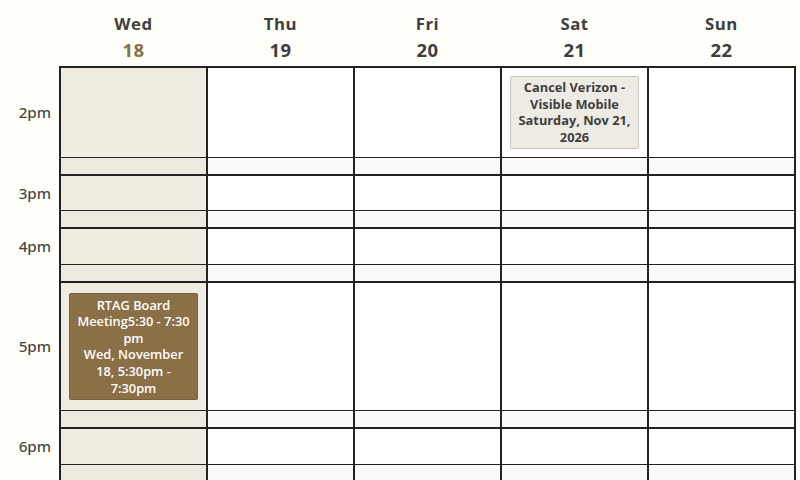 Wed Thu Fri Sat Sun
18 19 20 21 22
2pm
Cancel Verizon -
Visible Mobile
Saturday, Nov 21,
2026
3pm
4pm
5pm
RTAG Board
Meeting5:30 - 7:30
pm
Wed, November
18, 5:30pm -
7:30pm
6pm